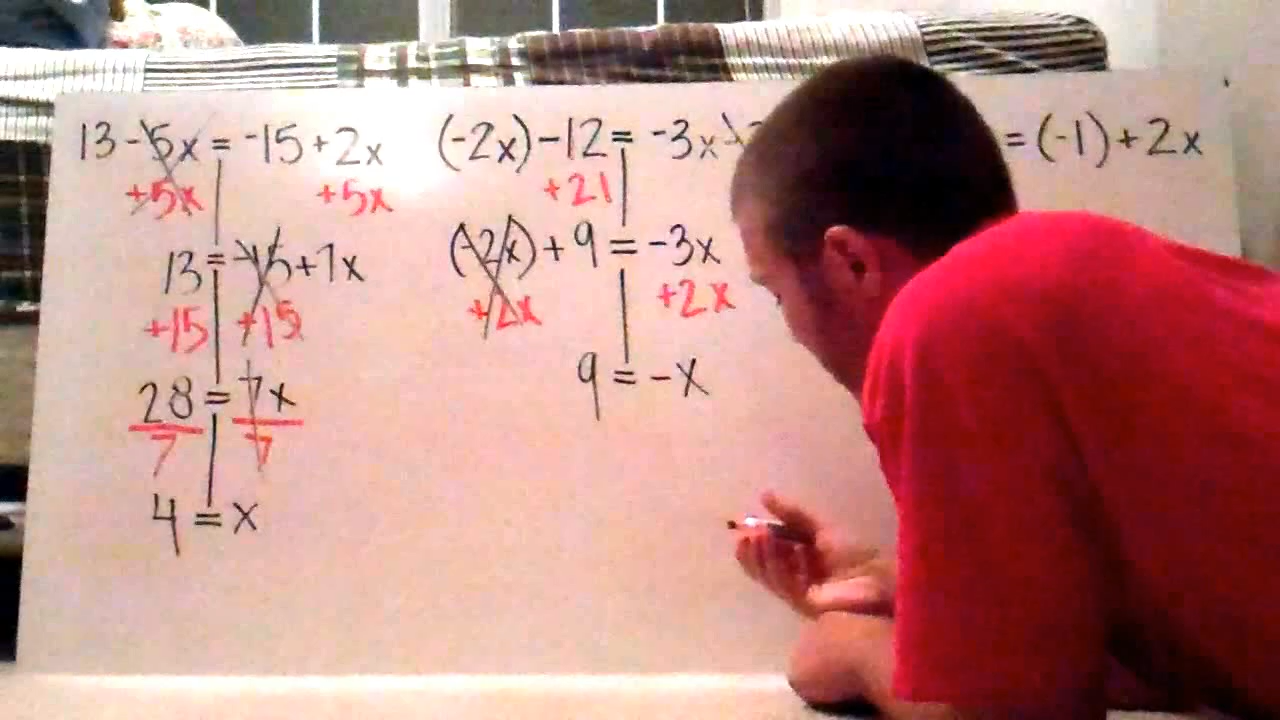 13-5x = -15+2x
+5x +5x
13 = -15+7x
+15 +15
28 = 7x
7 7
4 = x
(-2x)-12 = -3x-
+21
(-2x)+9 = -3x
+2x +2x
9 = -x
=(-1)+2x